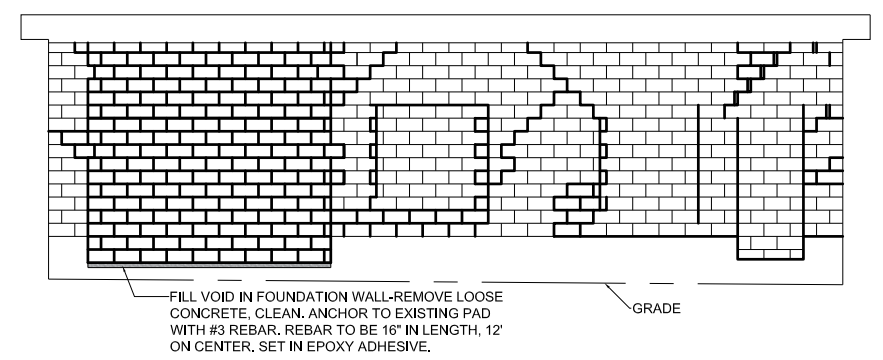 FILL VOID IN FOUNDATION WALL-REMOVE LOOSE
CONCRETE, CLEAN. ANCHOR TO EXISTING PAD
WITH #3 REBAR. REBAR TO BE 16" IN LENGTH, 12'
ON CENTER, SET IN EPOXY ADHESIVE.
GRADE